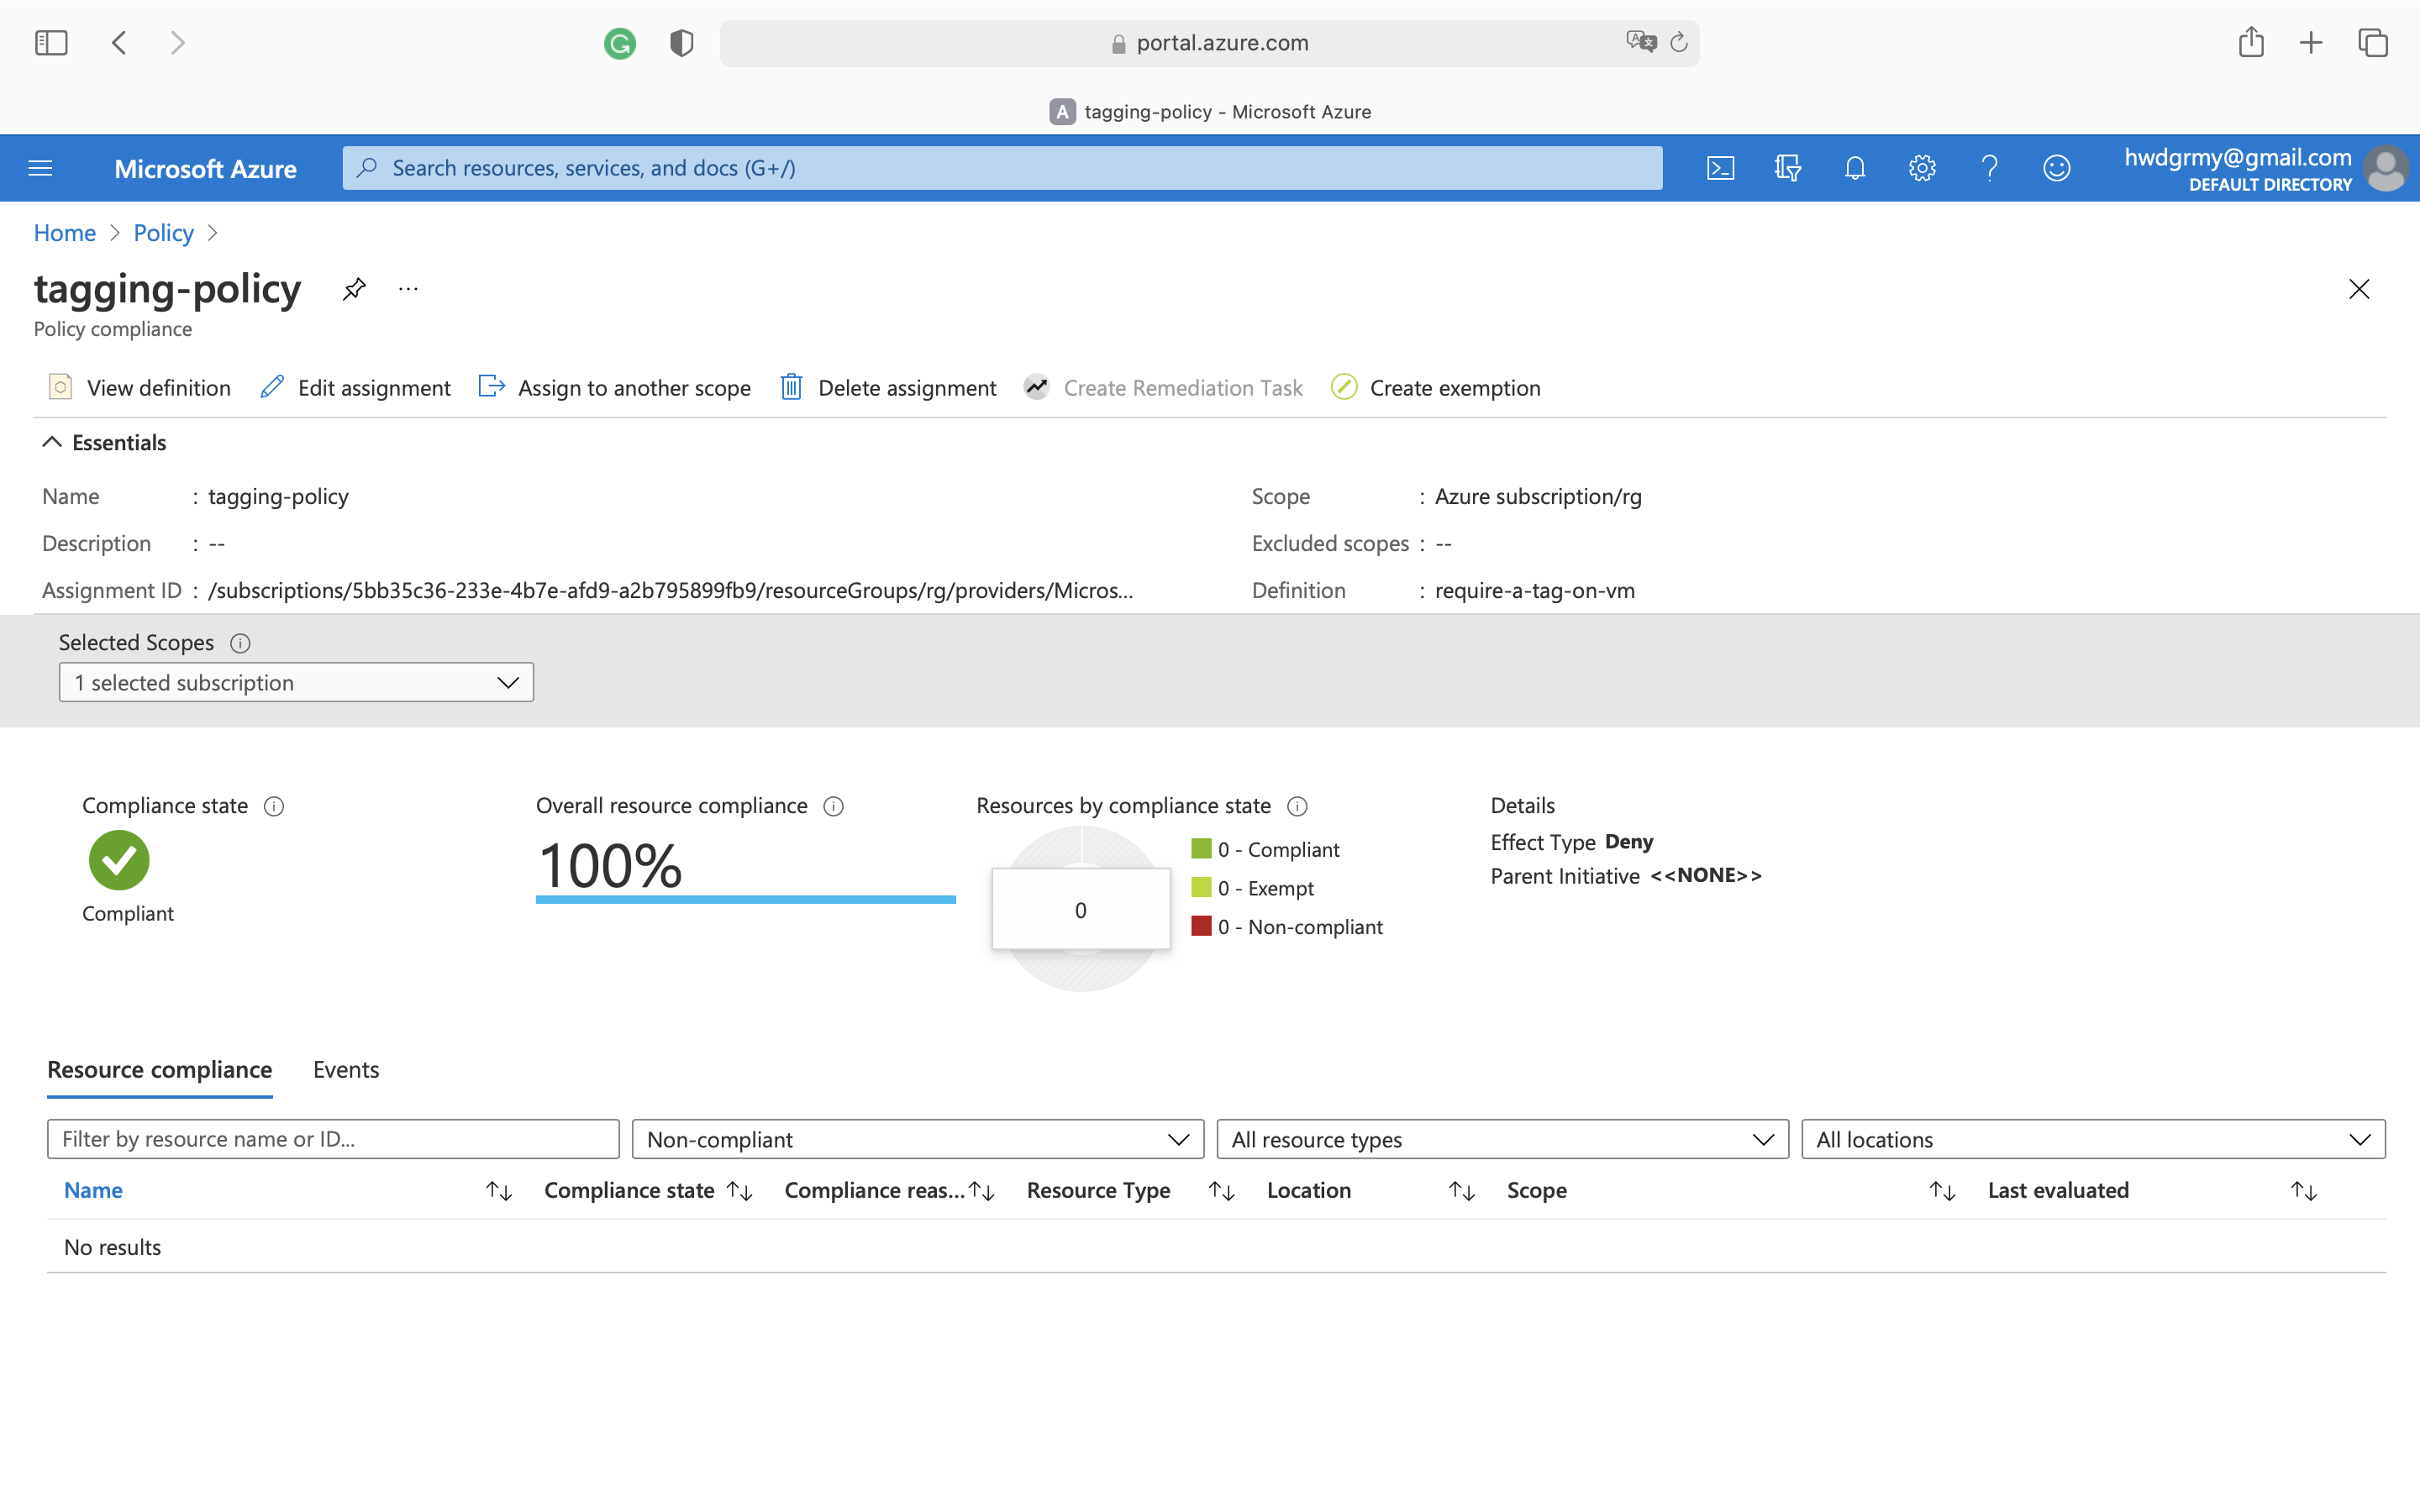 portal.azure.com
A tagging-policy - Microsoft Azure
Microsoft Azure
Search resources, services, and docs (G+/)
hwdgrmy@gmail.com
DEFAULT DIRECTORY
Home > Policy >
tagging-policy ...
Policy compliance
View definition Edit assignment Assign to another scope Delete assignment Create Remediation Task Create exemption
Essentials
Name : tagging-policy
Scope : Azure subscription/rg
Description : --
Excluded scopes : --
Assignment ID : /subscriptions/5bb35c36-233e-4b7e-afd9-a2b795899fb9/resourceGroups/rg/providers/Micros...
Definition : require-a-tag-on-vm
Selected Scopes
1 selected subscription
Compliance state
Compliant
Overall resource compliance
100%
Resources by compliance state
0
0 - Compliant
0 - Exempt
0 - Non-compliant
Details
Effect Type Deny
Parent Initiative <<NONE>>
Resource compliance Events
Filter by resource name or ID... Non-compliant All resource types All locations
Name Compliance state Compliance reas... Resource Type Location Scope Last evaluated
No results